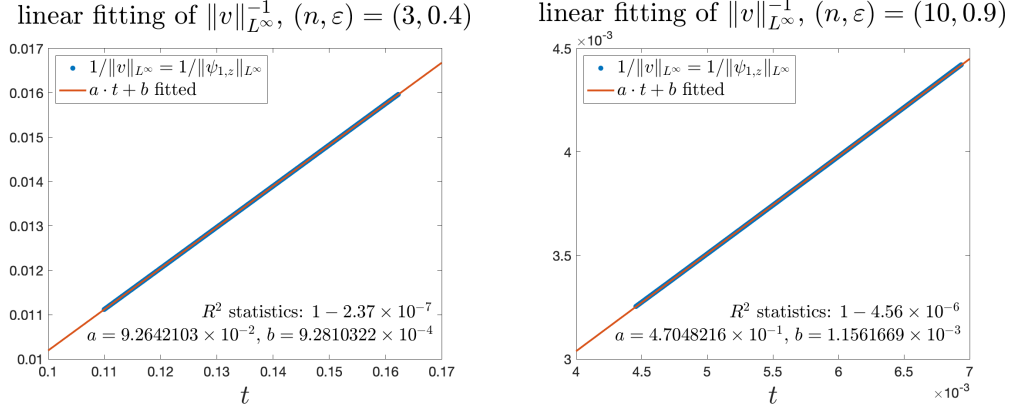 linear fitting of ‖v‖_{L^∞}^{-1}, (n, ε) = (3, 0.4)
0.017
0.016
0.015
0.014
0.013
0.012
0.011
0.01
1/‖v‖_{L^∞} = 1/‖ψ_{1,z}‖_{L^∞}
a · t + b fitted
R² statistics: 1 − 2.37 × 10^{-7}
a = 9.2642103 × 10^{-2}, b = 9.2810322 × 10^{-4}
0.1 0.11 0.12 0.13 0.14 0.15 0.16 0.17
t
linear fitting of ‖v‖_{L^∞}^{-1}, (n, ε) = (10, 0.9)
×10^{-3}
4.5
4
3.5
3
1/‖v‖_{L^∞} = 1/‖ψ_{1,z}‖_{L^∞}
a · t + b fitted
R² statistics: 1 − 4.56 × 10^{-6}
a = 4.7048216 × 10^{-1}, b = 1.1561669 × 10^{-3}
4 4.5 5 5.5 6 6.5 7
×10^{-3}
t